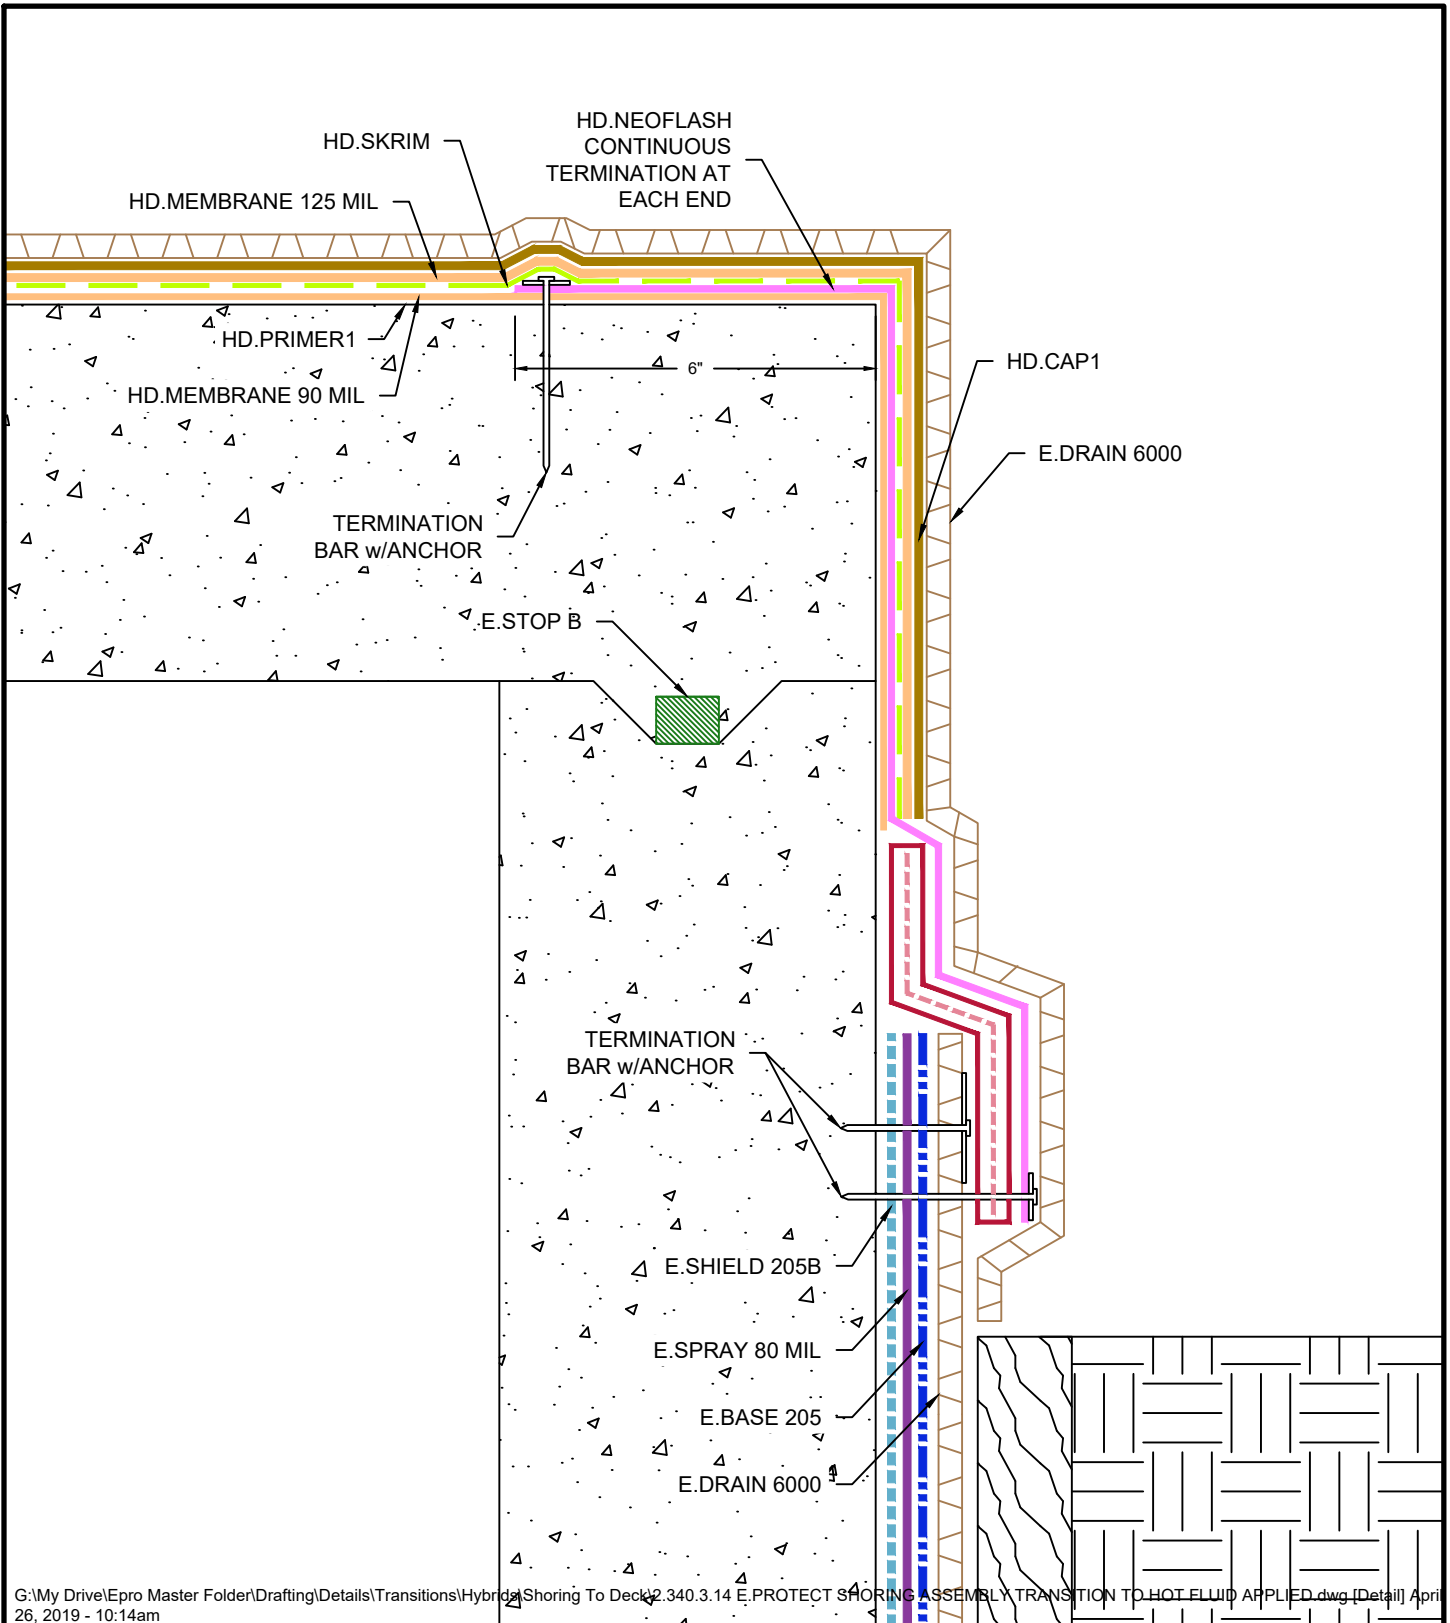 HD.NEOFLASH
CONTINUOUS
TERMINATION AT
EACH END
HD.SKRIM
HD.MEMBRANE 125 MIL
HD.PRIMER1
HD.MEMBRANE 90 MIL
6"
HD.CAP1
E.DRAIN 6000
TERMINATION
BAR w/ANCHOR
E.STOP B
TERMINATION
BAR w/ANCHOR
E.SHIELD 205B
E.SPRAY 80 MIL
E.BASE 205
E.DRAIN 6000
G:\My Drive\Epro Master Folder\Drafting\Details\Transitions\Hybrids\Shoring To Deck\2.340.3.14 E.PROTECT SHORING ASSEMBLY TRANSITION TO HOT FLUID APPLIED.dwg [Detail] April
26, 2019 - 10:14am